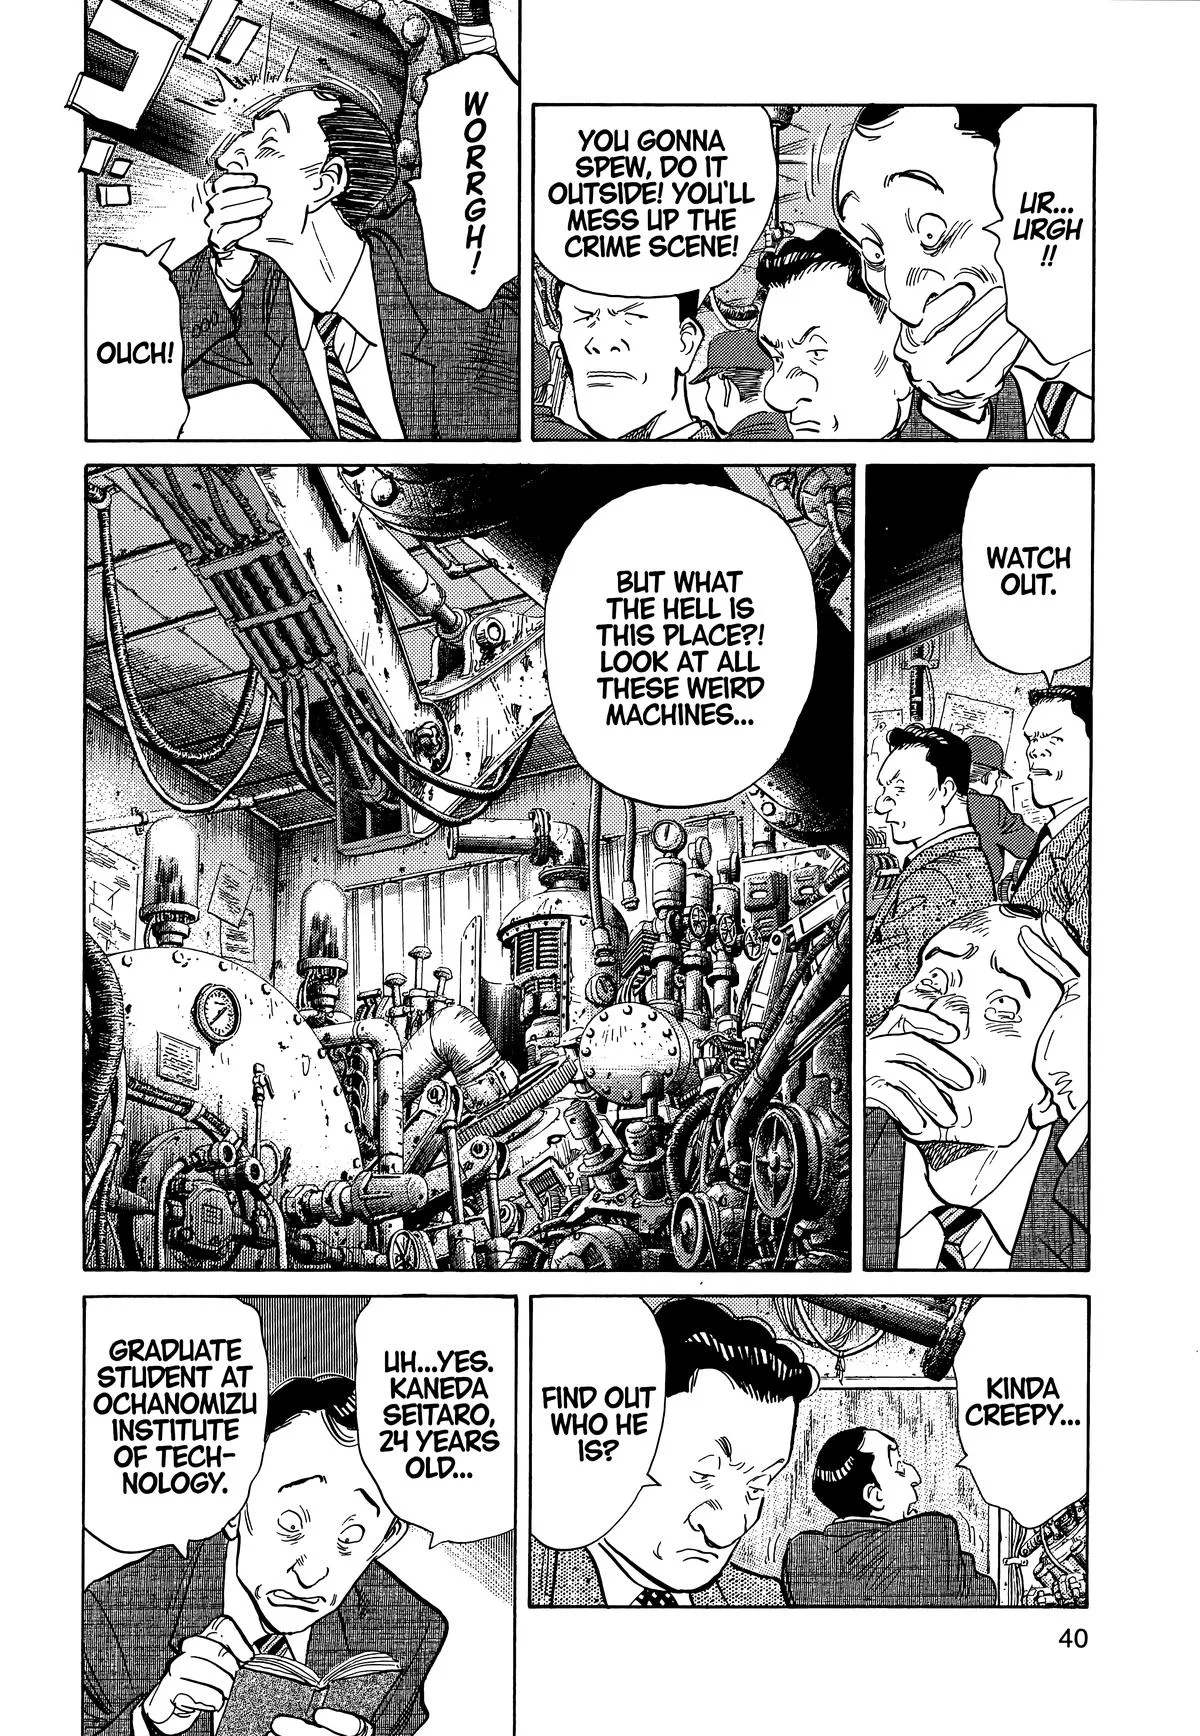 UR...
URGH
!!
YOU GONNA
SPEW, DO IT
OUTSIDE! YOU'LL
MESS UP THE
CRIME SCENE!
WORRGH!
ゴッ
OUCH!
WATCH
OUT.
BUT WHAT
THE HELL IS
THIS PLACE?!
LOOK AT ALL
THESE WEIRD
MACHINES...
KINDA
CREEPY...
FIND OUT
WHO HE
IS?
UH...YES.
KANEDA
SEITARO,
24 YEARS
OLD...
GRADUATE
STUDENT AT
OCHANOMIZU
INSTITUTE
OF TECH-
NOLOGY.
40